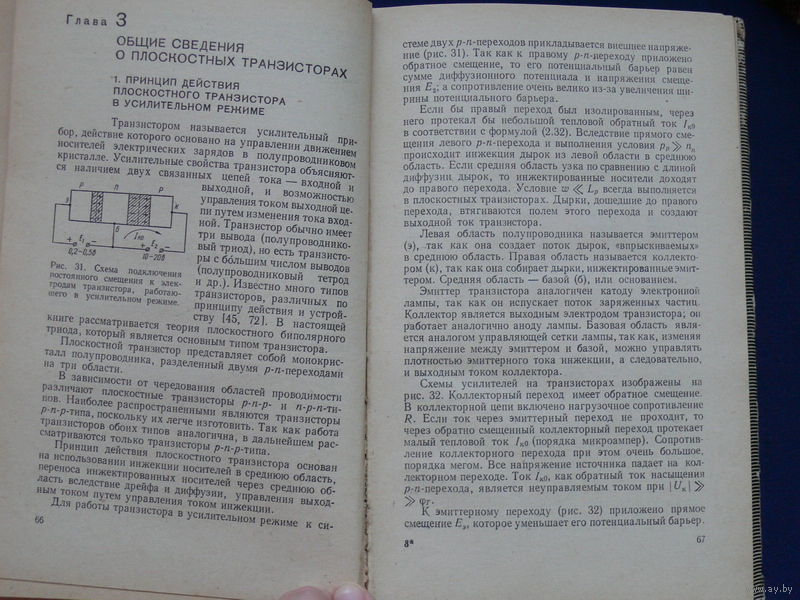 Глава 3
ОБЩИЕ СВЕДЕНИЯ
О ПЛОСКОСТНЫХ ТРАНЗИСТОРАХ
1. ПРИНЦИП ДЕЙСТВИЯ
ПЛОСКОСТНОГО ТРАНЗИСТОРА
В УСИЛИТЕЛЬНОМ РЕЖИМЕ
Транзистором называется усилительный при-
бор, действие которого основано на управлении движением
носителей электрических зарядов в полупроводниковом
кристалле. Усилительные свойства транзистора объясняют-
ся наличием двух связанных цепей тока — входной и
выходной, и возможностью
управления током выходной це-
пи путем изменения тока вход-
ной. Транзистор обычно имеет
три вывода (полупроводнико-
вый триод), но есть транзисто-
ры с бо́льшим числом выводов
(полупроводниковый тетрод
и др.). Известно много типов
транзисторов, различных по
принципу действия и устрой-
ству [45, 72]. В настоящей
p n p
э к
б
E₁ Iк0 E₂
0,2-0,5в 10-20в
Рис. 31. Схема подключения
постоянного смещения к элек-
тродам транзистора, работаю-
щего в усилительном режиме.
книге рассматривается теория плоскостного биполярного
триода, который является основным типом транзистора.
Плоскостной транзистор представляет собой монокрис-
талл полупроводника, разделенный двумя p-n-переходами
на три области.
В зависимости от чередования областей проводимости
различают плоскостные транзисторы p-n-p- и n-p-n-ти-
пов. Наиболее распространенными являются транзисторы
p-n-p-типа, поскольку их легче изготовить. Так как работа
транзисторов обоих типов аналогична, в дальнейшем рас-
сматриваются только транзисторы p-n-p-типа.
Принцип действия плоскостного транзистора основан
на использовании инжекции носителей в среднюю область,
переноса инжектированных носителей через среднюю об-
ласть вследствие дрейфа и диффузии, управления выход-
ным током путем управления током инжекции.
Для работы транзистора в усилительном режиме к си-
66
стеме двух p-n-переходов прикладывается внешнее напряже-
ние (рис. 31). Так как к правому p-n-переходу приложено
обратное смещение, то его потенциальный барьер равен
сумме диффузионного потенциала и напряжения смеще-
ния Eэ; а сопротивление очень велико из-за увеличения ши-
рины потенциального барьера.
Если бы правый переход был изолированным, через
него протекал бы небольшой тепловой обратный ток Iк0
в соответствии с формулой (2.32). Вследствие прямого сме-
щения левого p-n-перехода и выполнения условия pₚ ≫ nₙ
происходит инжекция дырок из левой области в среднюю
область. Если средняя область узка по сравнению с длиной
диффузии дырок, то инжектированные носители доходят
до правого перехода. Условие w ≪ Lₚ всегда выполняется
в плоскостных транзисторах. Дырки, дошедшие до правого
перехода, втягиваются полем этого перехода и создают
выходной ток транзистора.
Левая область полупроводника называется эмиттером
(э), так как она создает поток дырок, «впрыскиваемых»
в среднюю область. Правая область называется коллекто-
ром (к), так как она собирает дырки, инжектированные эмит-
тером. Средняя область — базой (б), или основанием.
Эмиттер транзистора аналогичен катоду электронной
лампы, так как он испускает поток заряженных частиц.
Коллектор является выходным электродом транзистора; он
работает аналогично аноду лампы. Базовая область явля-
ется аналогом управляющей сетки лампы, так как, изменяя
напряжение между эмиттером и базой, можно управлять
плотностью эмиттерного тока инжекции, а следовательно,
и выходным током коллектора.
Схемы усилителей на транзисторах изображены на
рис. 32. Коллекторный переход имеет обратное смещение.
В коллекторной цепи включено нагрузочное сопротивление
R. Если ток через эмиттерный переход не проходит, то
через обратно смещенный коллекторный переход протекает
малый тепловой ток Iк0 (порядка микроампер). Сопротив-
ление коллекторного перехода при этом очень большое,
порядка мегом. Все напряжение источника падает на кол-
лекторном переходе. Ток Iк0, как обратный ток насыщения
p-n-перехода, является неуправляемым током при |Uк| ≫
≫ φT.
К эмиттерному переходу (рис. 32) приложено прямое
смещение Eэ, которое уменьшает его потенциальный барьер.
8*
67
www.ay.by